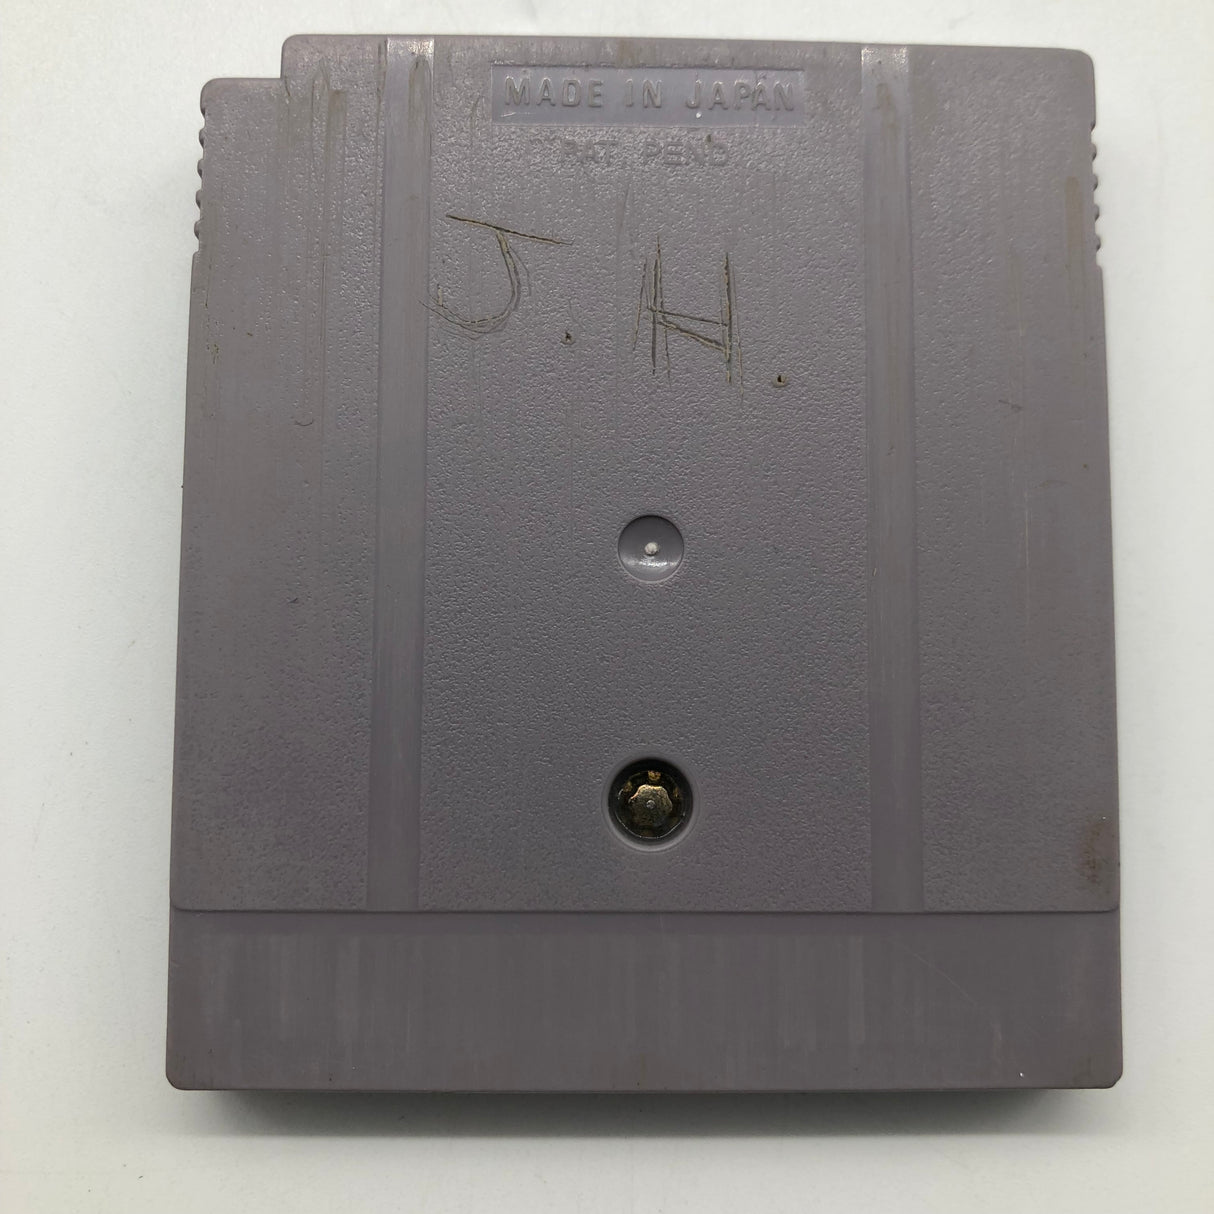 MADE IN JAPAN
PAT. PEND
J. H.